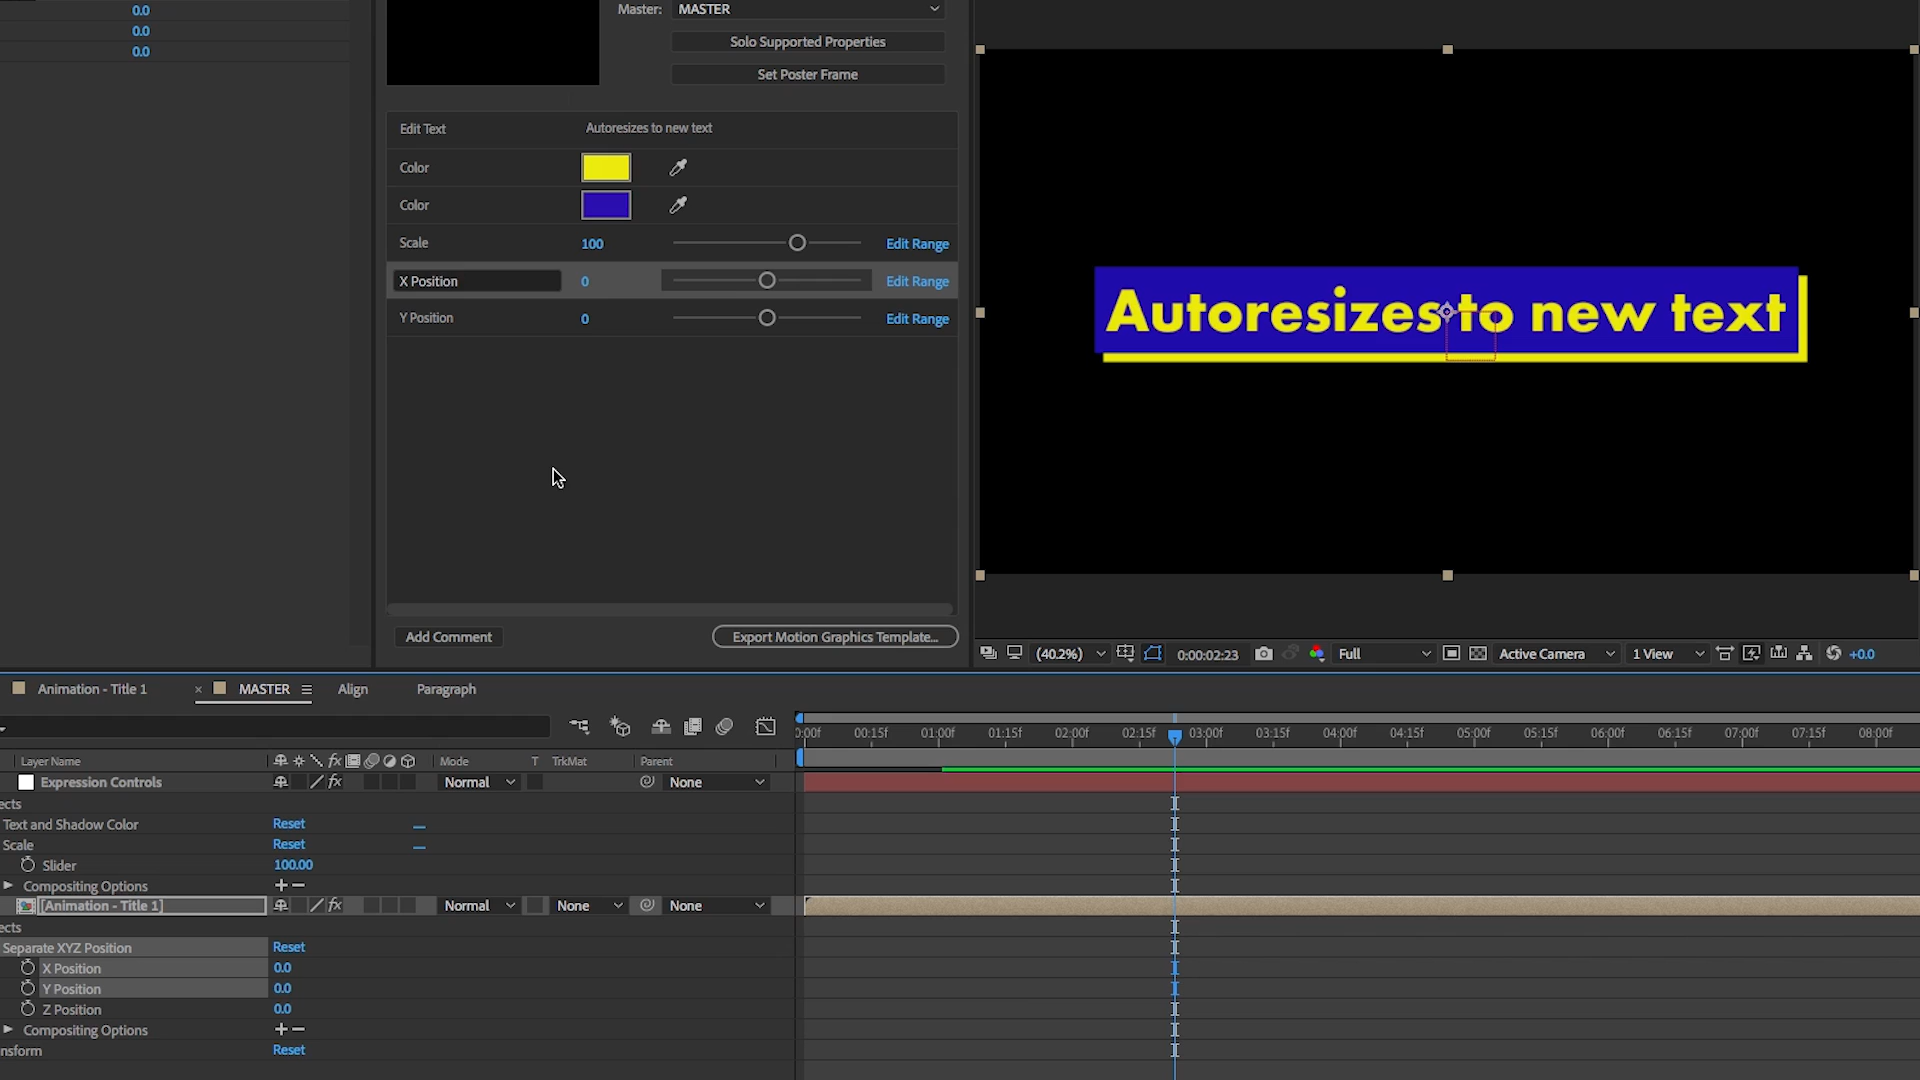 0.0
0.0
0.0
Master: MASTER
Solo Supported Properties
Set Poster Frame
Edit Text Autoresizes to new text
Color
Color
Scale 100 Edit Range
X Position 0 Edit Range
Y Position 0 Edit Range
Add Comment Export Motion Graphics Template...
Autoresizes to new text
(40.2%) 0:00:02:23 Full Active Camera 1 View +0.0
Animation - Title 1 × MASTER Align Paragraph
0:00f 00:15f 01:00f 01:15f 02:00f 02:15f 03:00f 03:15f 04:00f 04:15f 05:00f 05:15f 06:00f 06:15f 07:00f 07:15f 08:00f
Layer Name fx Mode T TrkMat Parent
Expression Controls fx Normal None
ects
Text and Shadow Color Reset
Scale Reset
Slider 100.00
Compositing Options +−
[Animation - Title 1] fx Normal None None
ects
Separate XYZ Position Reset
X Position 0.0
Y Position 0.0
Z Position 0.0
Compositing Options +−
nsform Reset